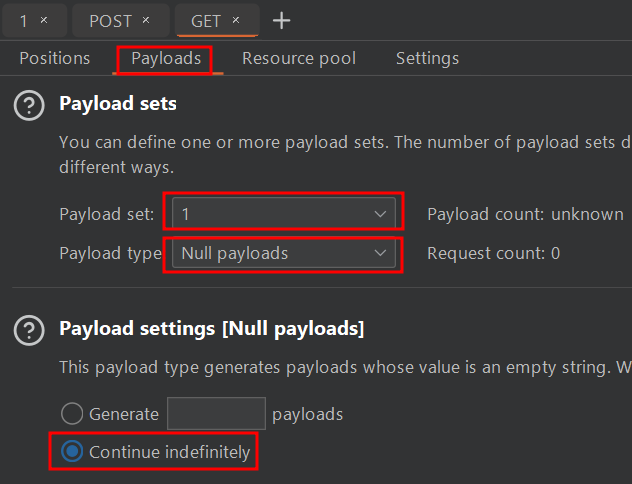 1 × POST × GET × +
Positions Payloads Resource pool Settings
? Payload sets
You can define one or more payload sets. The number of payload sets d
different ways.
Payload set: 1 Payload count: unknown
Payload type Null payloads Request count: 0
? Payload settings [Null payloads]
This payload type generates payloads whose value is an empty string. W
Generate payloads
Continue indefinitely